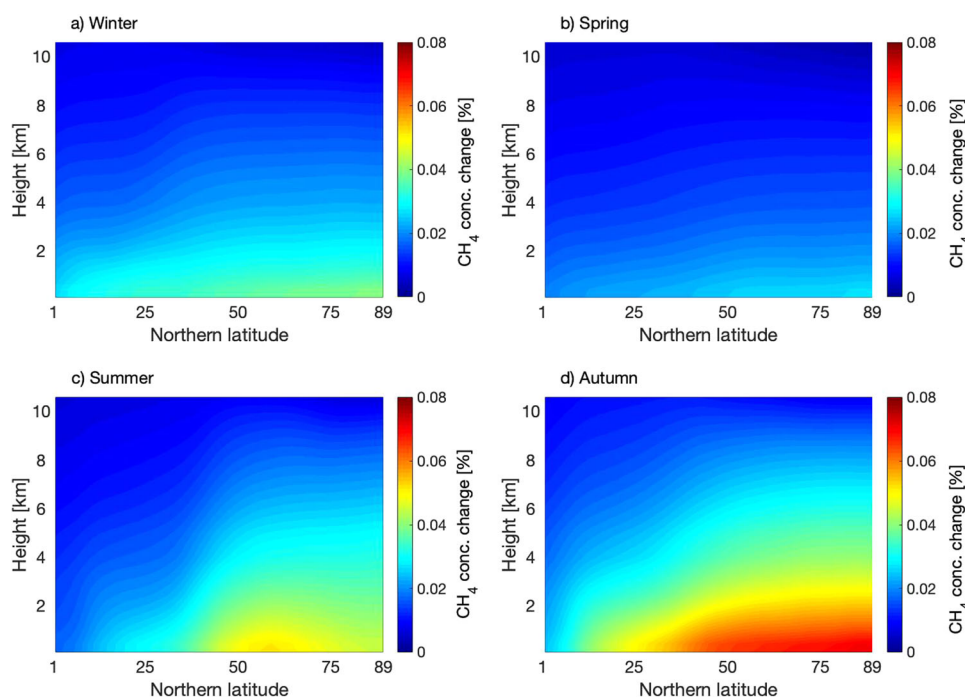 a) Winter
10
8
6
4
2
Height [km]
1 25 50 75 89
Northern latitude
0.08
0.06
0.04
0.02
0
CH₄ conc. change [%]
b) Spring
10
8
6
4
2
Height [km]
1 25 50 75 89
Northern latitude
0.08
0.06
0.04
0.02
0
CH₄ conc. change [%]
c) Summer
10
8
6
4
2
Height [km]
1 25 50 75 89
Northern latitude
0.08
0.06
0.04
0.02
0
CH₄ conc. change [%]
d) Autumn
10
8
6
4
2
Height [km]
1 25 50 75 89
Northern latitude
0.08
0.06
0.04
0.02
0
CH₄ conc. change [%]